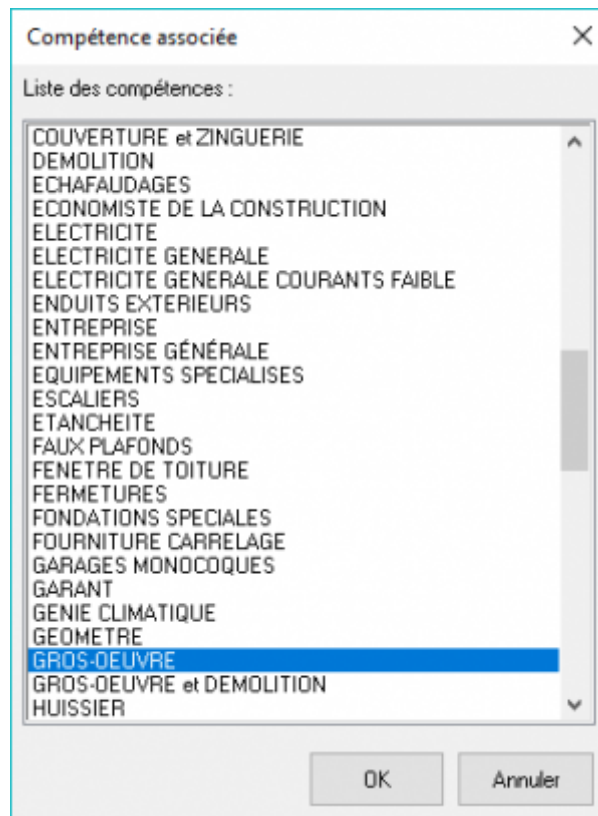 Compétence associée
Liste des compétences :
COUVERTURE et ZINGUERIE
DEMOLITION
ECHAFAUDAGES
ECONOMISTE DE LA CONSTRUCTION
ELECTRICITE
ELECTRICITE GENERALE
ELECTRICITE GENERALE COURANTS FAIBLE
ENDUITS EXTERIEURS
ENTREPRISE
ENTREPRISE GÉNÉRALE
EQUIPEMENTS SPECIALISES
ESCALIERS
ETANCHEITE
FAUX PLAFONDS
FENETRE DE TOITURE
FERMETURES
FONDATIONS SPECIALES
FOURNITURE CARRELAGE
GARAGES MONOCOQUES
GARANT
GENIE CLIMATIQUE
GEOMETRE
GROS-OEUVRE
GROS-OEUVRE et DEMOLITION
HUISSIER
OK Annuler